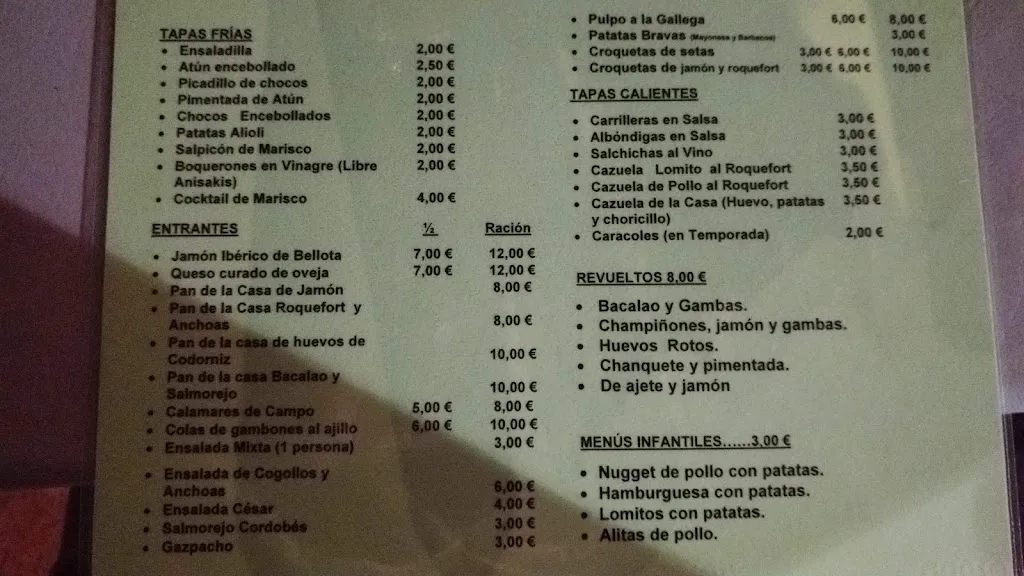 TAPAS FRÍAS
• Ensaladilla 2,00 €
• Atún encebollado 2,50 €
• Picadillo de chocos 2,00 €
• Pimentada de Atún 2,00 €
• Chocos Encebollados 2,00 €
• Patatas Alioli 2,00 €
• Salpicón de Marisco 2,00 €
• Boquerones en Vinagre (Libre 2,00 €
Anisakis)
• Cocktail de Marisco 4,00 €
ENTRANTES ½ Ración
• Jamón Ibérico de Bellota 7,00 € 12,00 €
• Queso curado de oveja 7,00 € 12,00 €
• Pan de la Casa de Jamón 8,00 €
• Pan de la Casa Roquefort y
Anchoas 8,00 €
• Pan de la casa de huevos de
Codorniz 10,00 €
• Pan de la casa Bacalao y
Salmorejo 10,00 €
• Calamares de Campo 5,00 € 8,00 €
• Colas de gambones al ajillo 6,00 € 10,00 €
• Ensalada Mixta (1 persona) 3,00 €
• Ensalada de Cogollos y
Anchoas 6,00 €
• Ensalada César 4,00 €
• Salmorejo Cordobés 3,00 €
• Gazpacho 3,00 €
• Pulpo a la Gallega 6,00 € 8,00 €
• Patatas Bravas (Mayonesa y Barbacoa) 3,00 €
• Croquetas de setas 3,00 € 6,00 € 10,00 €
• Croquetas de jamón y roquefort 3,00 € 6,00 € 10,00 €
TAPAS CALIENTES
• Carrilleras en Salsa 3,00 €
• Albóndigas en Salsa 3,00 €
• Salchichas al Vino 3,00 €
• Cazuela Lomito al Roquefort 3,50 €
• Cazuela de Pollo al Roquefort 3,50 €
• Cazuela de la Casa (Huevo, patatas 3,50 €
y choricillo)
• Caracoles (en Temporada) 2,00 €
REVUELTOS 8,00 €
• Bacalao y Gambas.
• Champiñones, jamón y gambas.
• Huevos Rotos.
• Chanquete y pimentada.
• De ajete y jamón
MENÚS INFANTILES......3,00 €
• Nugget de pollo con patatas.
• Hamburguesa con patatas.
• Lomitos con patatas.
• Alitas de pollo.